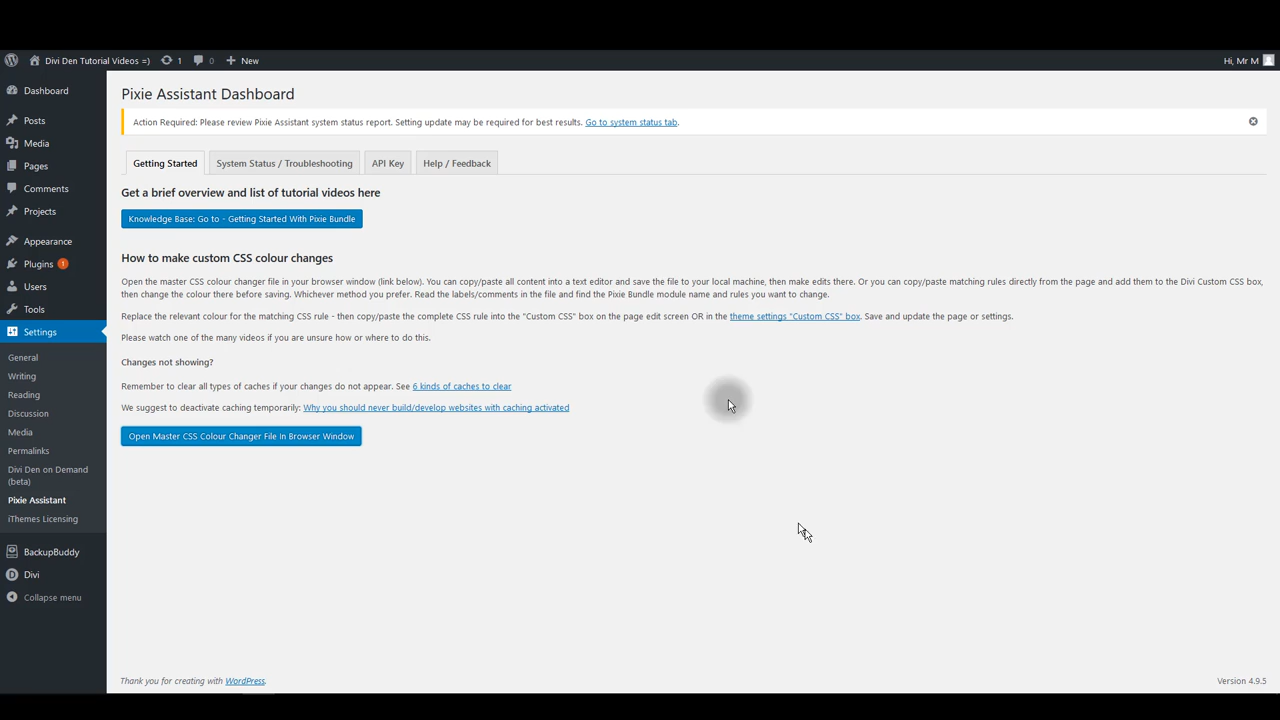 Divi Den Tutorial Videos =) 1 0 New Hi, Mr M
Dashboard
Posts
Media
Pages
Comments
Projects
Appearance
Plugins 1
Users
Tools
Settings
General
Writing
Reading
Discussion
Media
Permalinks
Divi Den on Demand
(beta)
Pixie Assistant
iThemes Licensing
BackupBuddy
Divi
Collapse menu
Pixie Assistant Dashboard
Action Required: Please review Pixie Assistant system status report. Setting update may be required for best results. Go to system status tab.
Getting Started System Status / Troubleshooting API Key Help / Feedback
Get a brief overview and list of tutorial videos here
Knowledge Base: Go to - Getting Started With Pixie Bundle
How to make custom CSS colour changes
Open the master CSS colour changer file in your browser window (link below). You can copy/paste all content into a text editor and save the file to your local machine, then make edits there. Or you can copy/paste matching rules directly from the page and add them to the Divi Custom CSS box,
then change the colour there before saving. Whichever method you prefer. Read the labels/comments in the file and find the Pixie Bundle module name and rules you want to change.
Replace the relevant colour for the matching CSS rule - then copy/paste the complete CSS rule into the "Custom CSS" box on the page edit screen OR in the theme settings "Custom CSS" box. Save and update the page or settings.
Please watch one of the many videos if you are unsure how or where to do this.
Changes not showing?
Remember to clear all types of caches if your changes do not appear. See 6 kinds of caches to clear
We suggest to deactivate caching temporarily: Why you should never build/develop websites with caching activated
Open Master CSS Colour Changer File In Browser Window
Thank you for creating with WordPress.
Version 4.9.5